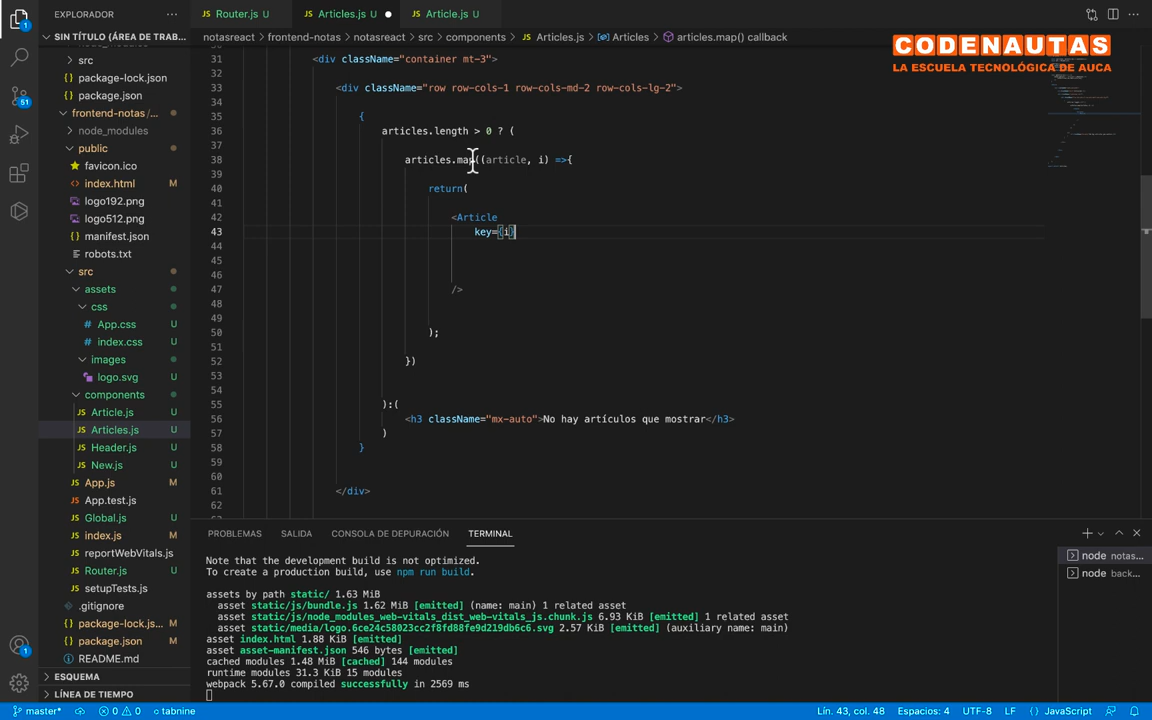 EXPLORADOR
Router.js U
Articles.js U
Article.js U
SIN TÍTULO (ÁREA DE TRAB...
notasreact > frontend-notas > notasreact > src > components > Articles.js > Articles > articles.map() callback
CODENAUTAS
LA ESCUELA TECNOLÓGICA DE AUCA
src
package-lock.json
package.json
frontend-notas/...
node_modules
public
favicon.ico
index.html M
logo192.png
logo512.png
manifest.json
robots.txt
src
assets
css
App.css U
index.css U
images
logo.svg U
components
Article.js U
Articles.js U
Header.js U
New.js U
App.js M
App.test.js
Global.js U
index.js M
reportWebVitals.js
Router.js U
setupTests.js
.gitignore
package-lock.js... M
package.json M
README.md
ESQUEMA
LÍNEA DE TIEMPO
31 <div className="container mt-3">
32
33 <div className="row row-cols-1 row-cols-md-2 row-cols-lg-2">
34
35 {
36 articles.length > 0 ? (
37
38 articles.map((article, i) =>{
39
40 return(
41
42 <Article
43 key={i}
44
45
46
47 />
48
49
50 );
51
52 })
53
54
55 ):(
56 <h3 className="mx-auto">No hay artículos que mostrar</h3>
57 )
58 }
59
60
61 </div>
62
PROBLEMAS SALIDA CONSOLA DE DEPURACIÓN TERMINAL
Note that the development build is not optimized.
To create a production build, use npm run build.
assets by path static/ 1.63 MiB
asset static/js/bundle.js 1.62 MiB [emitted] (name: main) 1 related asset
asset static/js/node_modules_web-vitals_dist_web-vitals_js.chunk.js 6.93 KiB [emitted] 1 related asset
asset static/media/logo.6ce24c58023cc2f8fd88fe9d219db6c6.svg 2.57 KiB [emitted] (auxiliary name: main)
asset index.html 1.88 KiB [emitted]
asset asset-manifest.json 546 bytes [emitted]
cached modules 1.48 MiB [cached] 144 modules
runtime modules 31.3 KiB 15 modules
webpack 5.67.0 compiled successfully in 2569 ms
node notas...
node back...
master* 0 0 tabnine
Lín. 43, col. 48 Espacios: 4 UTF-8 LF JavaScript